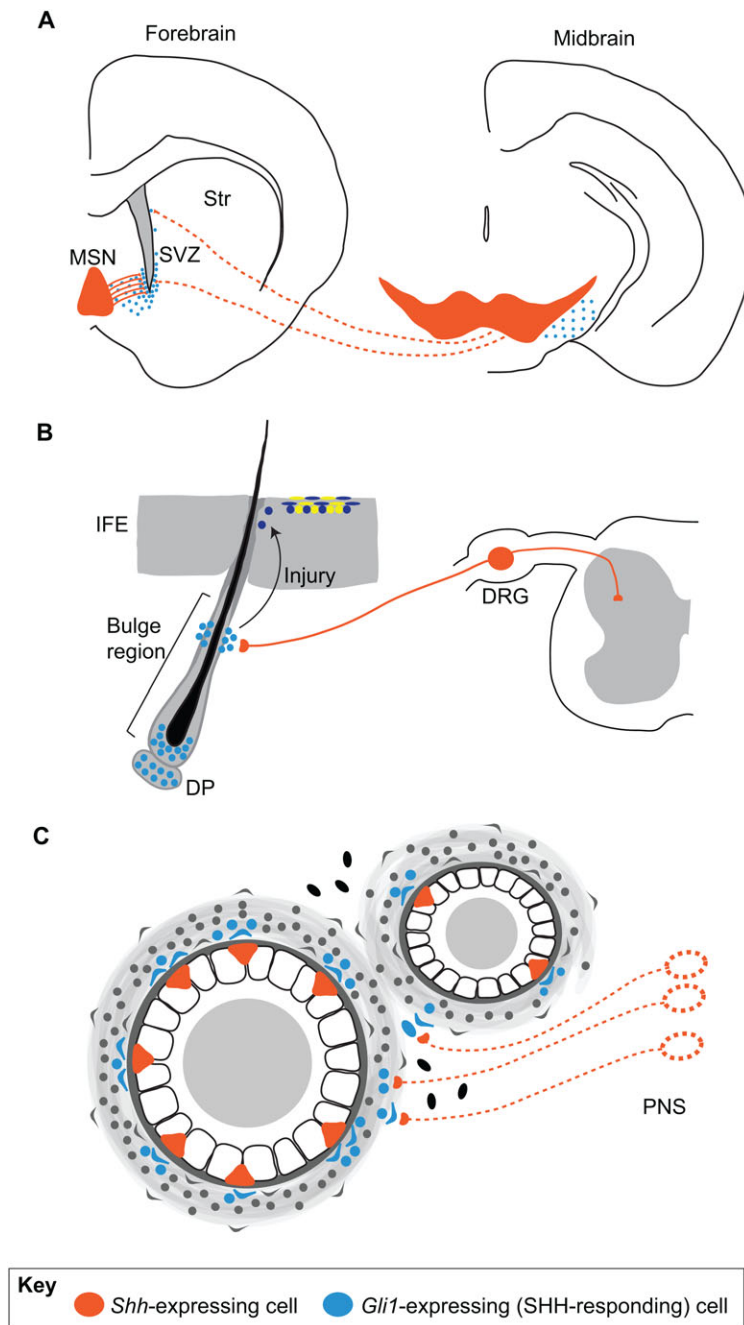 A
Forebrain
Midbrain
Str
MSN
SVZ
B
IFE
Injury
DRG
Bulge
region
DP
C
PNS
Key
Shh-expressing cell
Gli1-expressing (SHH-responding) cell